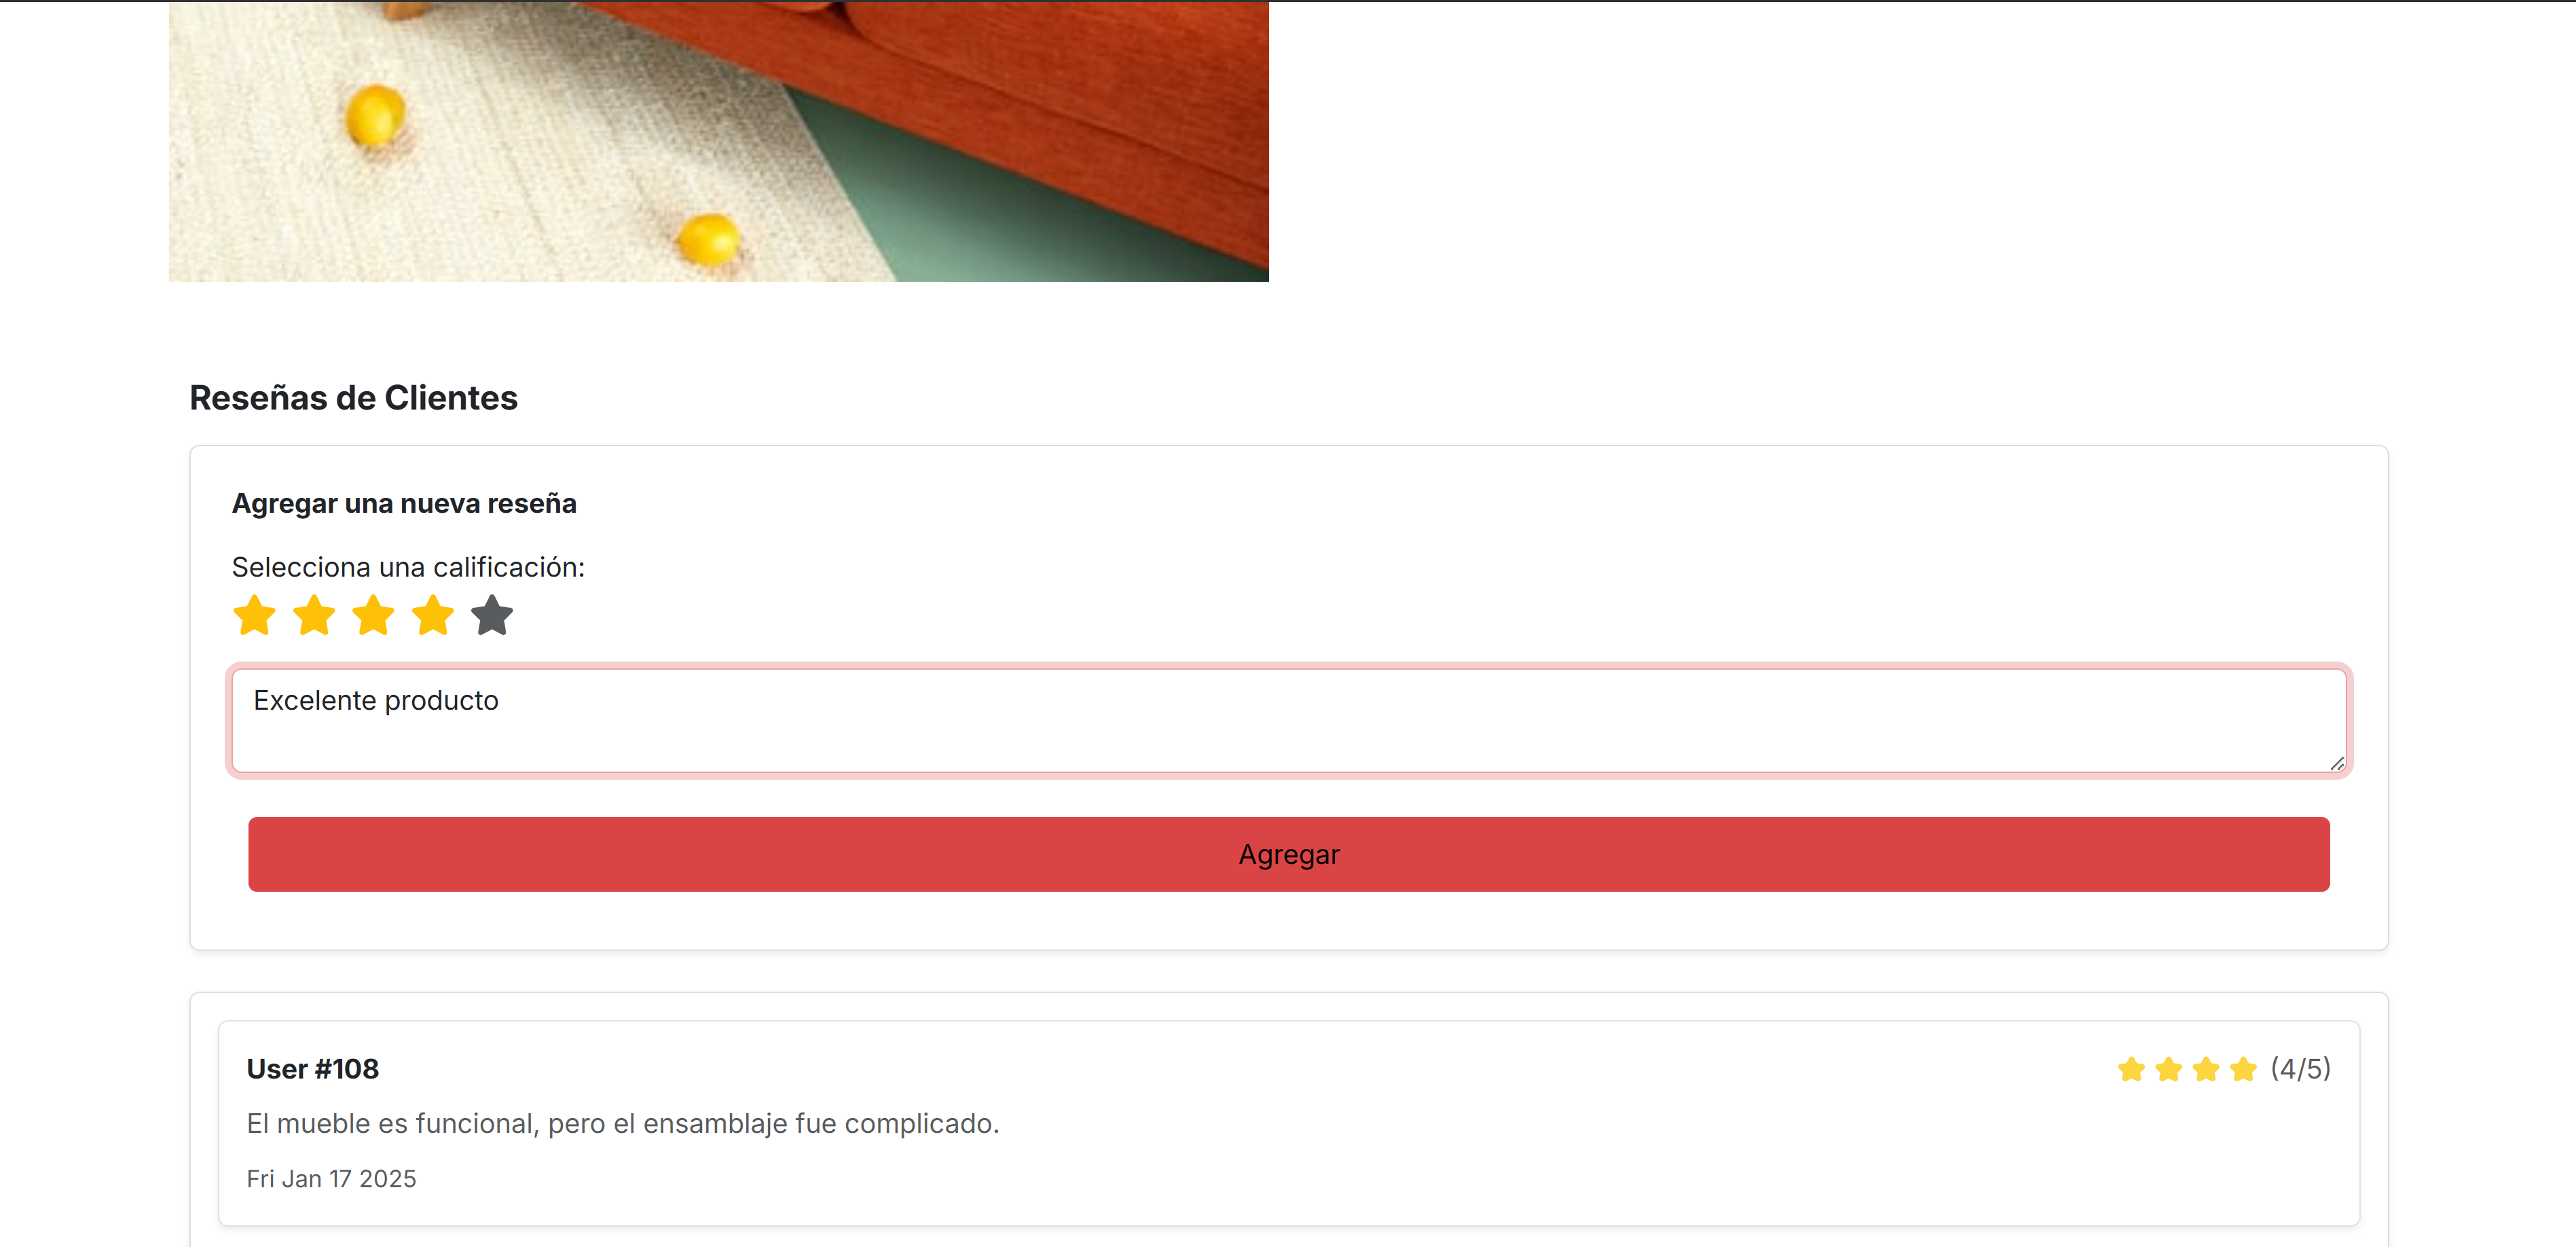 Reseñas de Clientes
Agregar una nueva reseña
Selecciona una calificación:
Excelente producto
Agregar
User #108
(4/5)
El mueble es funcional, pero el ensamblaje fue complicado.
Fri Jan 17 2025